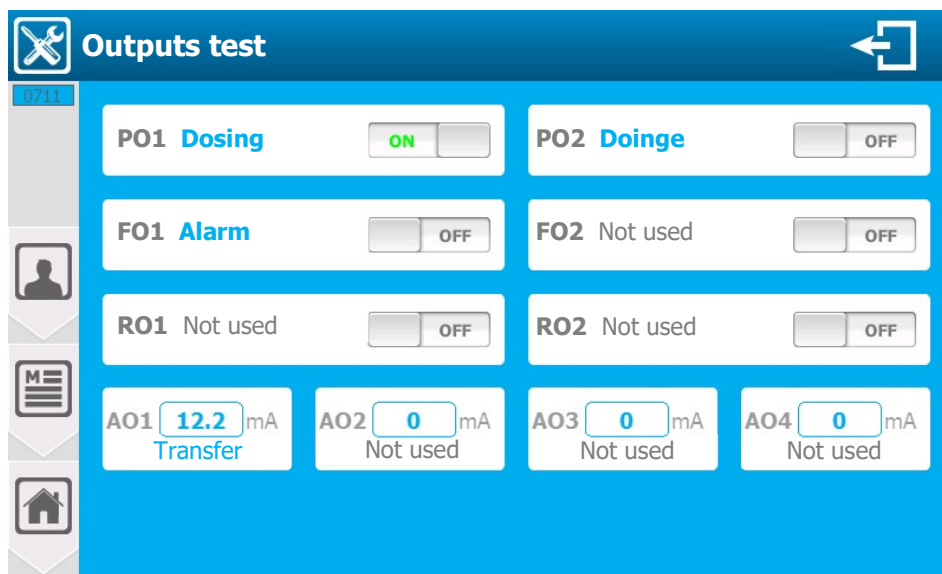 Outputs test
0711
PO1 Dosing ON
PO2 Doinge OFF
FO1 Alarm OFF
FO2 Not used OFF
RO1 Not used OFF
RO2 Not used OFF
M
AO1 12.2 mA
Transfer
AO2 0 mA
Not used
AO3 0 mA
Not used
AO4 0 mA
Not used